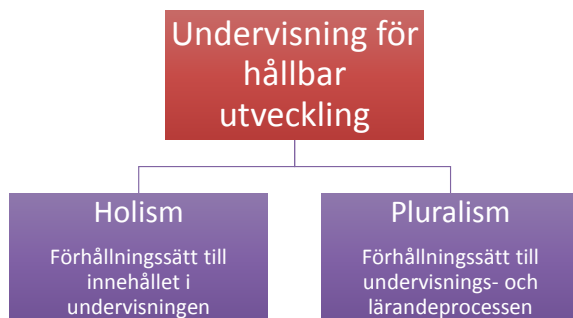 Undervisning för
hållbar
utveckling
Holism
Förhållningssätt till
innehållet i
undervisningen
Pluralism
Förhållningssätt till
undervisnings- och
lärandeprocessen